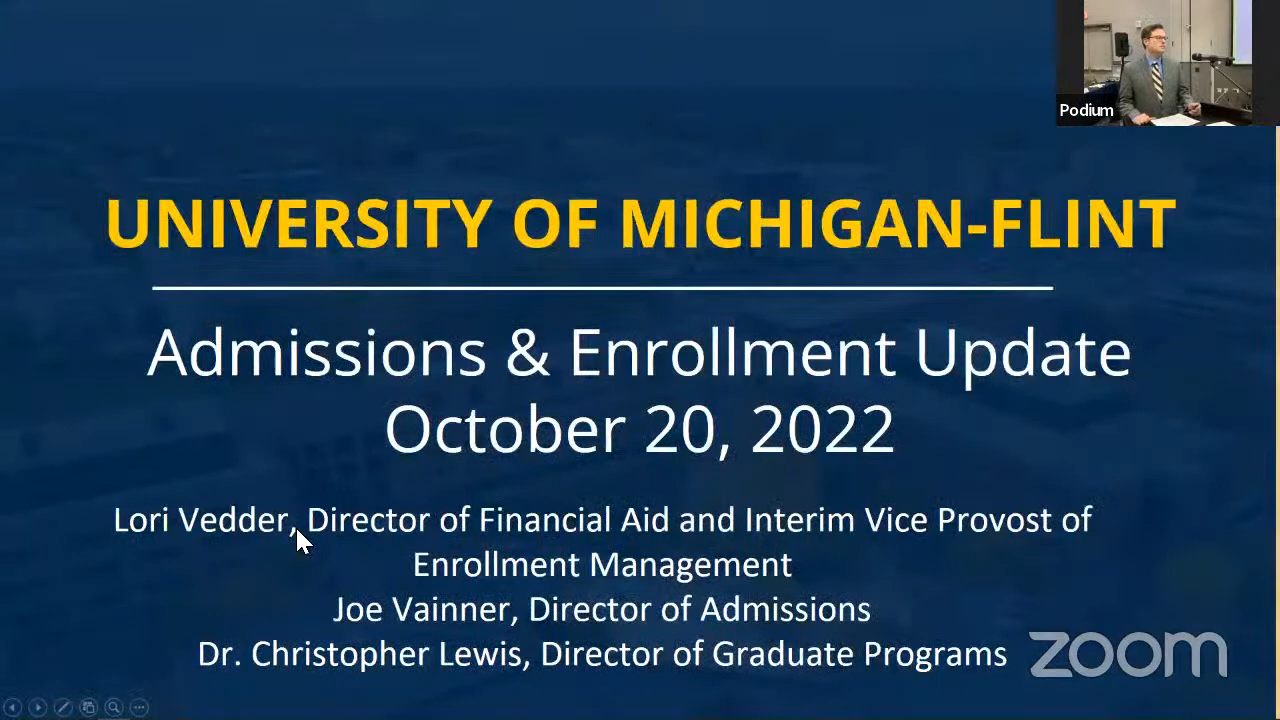 Podium
UNIVERSITY OF MICHIGAN-FLINT
Admissions & Enrollment Update
October 20, 2022
Lori Vedder, Director of Financial Aid and Interim Vice Provost of
Enrollment Management
Joe Vainner, Director of Admissions
Dr. Christopher Lewis, Director of Graduate Programs
zoom